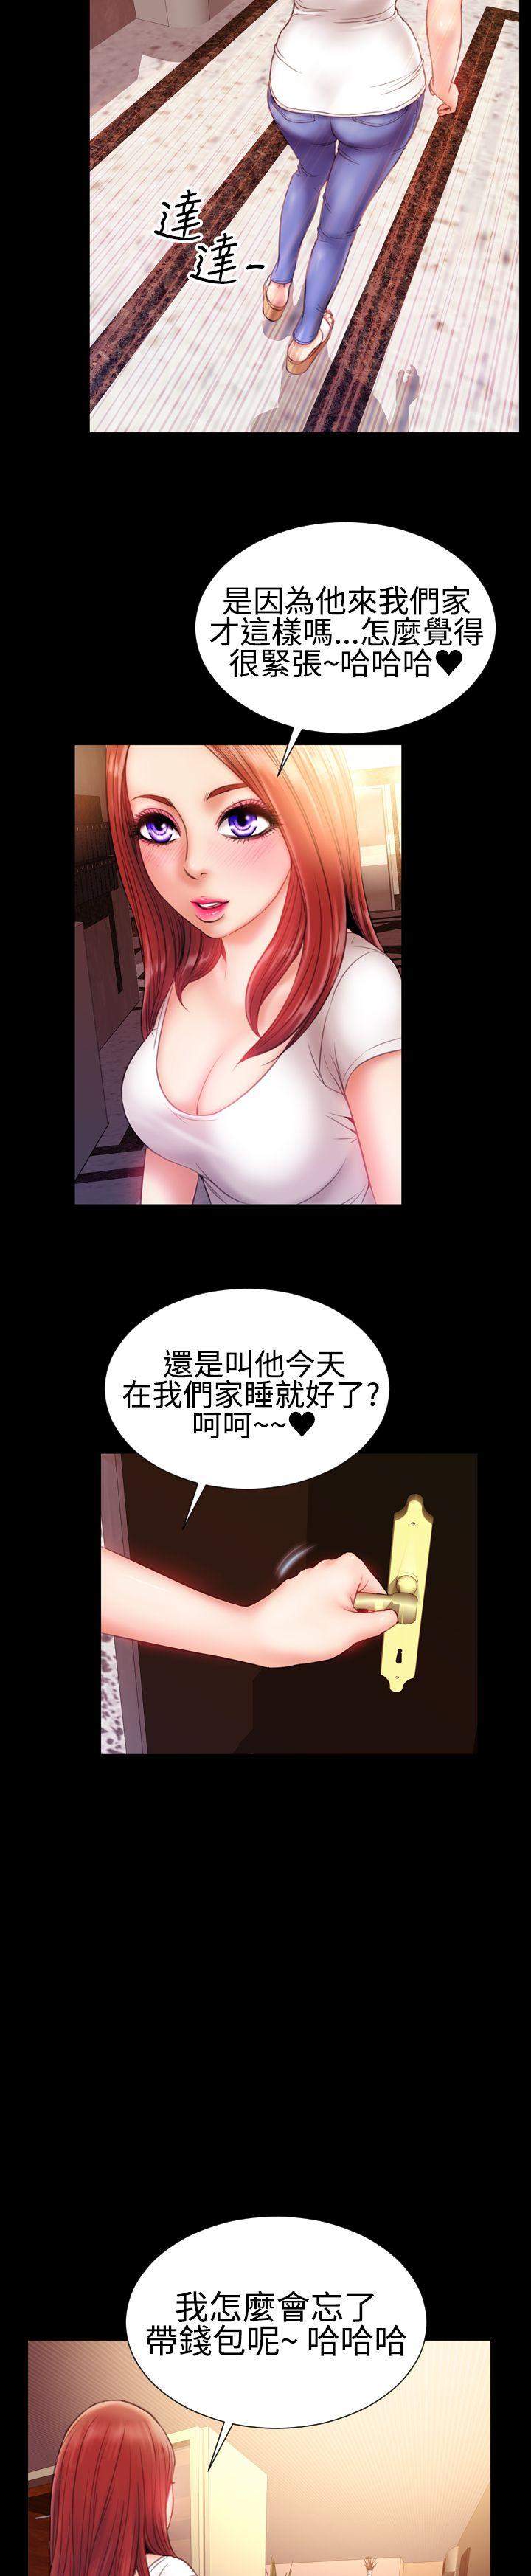 達
達-
是因為他來我們家
才這樣嗎...怎麼覺得
很緊張~哈哈哈♥
還是叫他今天
在我們家睡就好了?
呵呵~~♥
我怎麼會忘了
帶錢包呢~ 哈哈哈